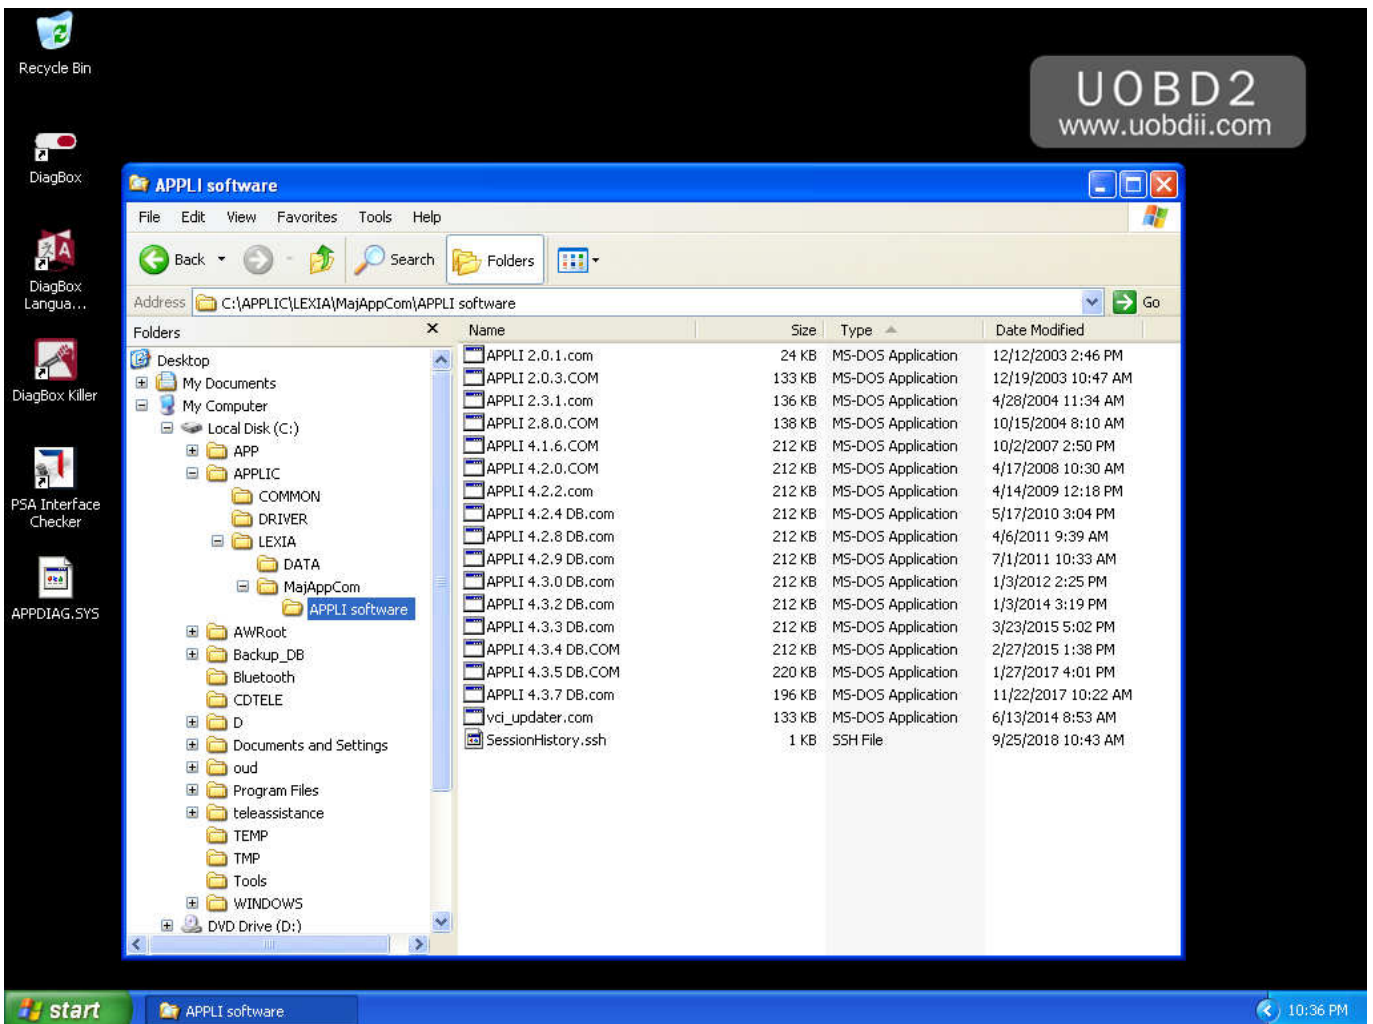 Recycle Bin
UOBD2
www.uobdii.com
DiagBox
DiagBox
Langua...
DiagBox Killer
PSA Interface
Checker
APPDIAG.SYS
APPLI software
File Edit View Favorites Tools Help
Back Search Folders
Address C:\APPLIC\LEXIA\MajAppCom\APPLI software Go
Folders X
Desktop
My Documents
My Computer
Local Disk (C:)
APP
APPLIC
COMMON
DRIVER
LEXIA
DATA
MajAppCom
APPLI software
AWRoot
Backup_DB
Bluetooth
CDTELE
D
Documents and Settings
oud
Program Files
teleassistance
TEMP
TMP
Tools
WINDOWS
DVD Drive (D:)
Name Size Type Date Modified
APPLI 2.0.1.com 24 KB MS-DOS Application 12/12/2003 2:46 PM
APPLI 2.0.3.COM 133 KB MS-DOS Application 12/19/2003 10:47 AM
APPLI 2.3.1.com 136 KB MS-DOS Application 4/28/2004 11:34 AM
APPLI 2.8.0.COM 138 KB MS-DOS Application 10/15/2004 8:10 AM
APPLI 4.1.6.COM 212 KB MS-DOS Application 10/2/2007 2:50 PM
APPLI 4.2.0.COM 212 KB MS-DOS Application 4/17/2008 10:30 AM
APPLI 4.2.2.com 212 KB MS-DOS Application 4/14/2009 12:18 PM
APPLI 4.2.4 DB.com 212 KB MS-DOS Application 5/17/2010 3:04 PM
APPLI 4.2.8 DB.com 212 KB MS-DOS Application 4/6/2011 9:39 AM
APPLI 4.2.9 DB.com 212 KB MS-DOS Application 7/1/2011 10:33 AM
APPLI 4.3.0 DB.com 212 KB MS-DOS Application 1/3/2012 2:25 PM
APPLI 4.3.2 DB.com 212 KB MS-DOS Application 1/3/2014 3:19 PM
APPLI 4.3.3 DB.com 212 KB MS-DOS Application 3/23/2015 5:02 PM
APPLI 4.3.4 DB.COM 212 KB MS-DOS Application 2/27/2015 1:38 PM
APPLI 4.3.5 DB.COM 220 KB MS-DOS Application 1/27/2017 4:01 PM
APPLI 4.3.7 DB.com 196 KB MS-DOS Application 11/22/2017 10:22 AM
vci_updater.com 133 KB MS-DOS Application 6/13/2014 8:53 AM
SessionHistory.ssh 1 KB SSH File 9/25/2018 10:43 AM
start APPLI software 10:36 PM